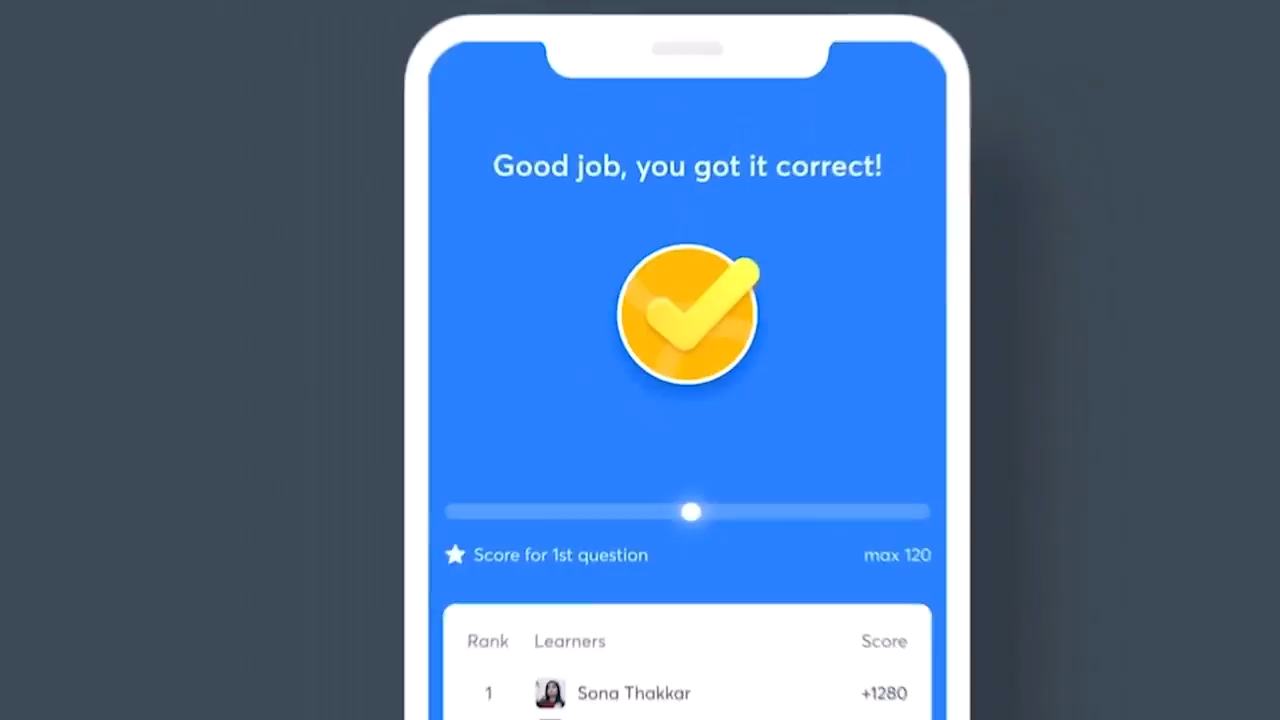 Good job, you got it correct!
Score for 1st question max 120
Rank Learners Score
1 Sona Thakkar +1280